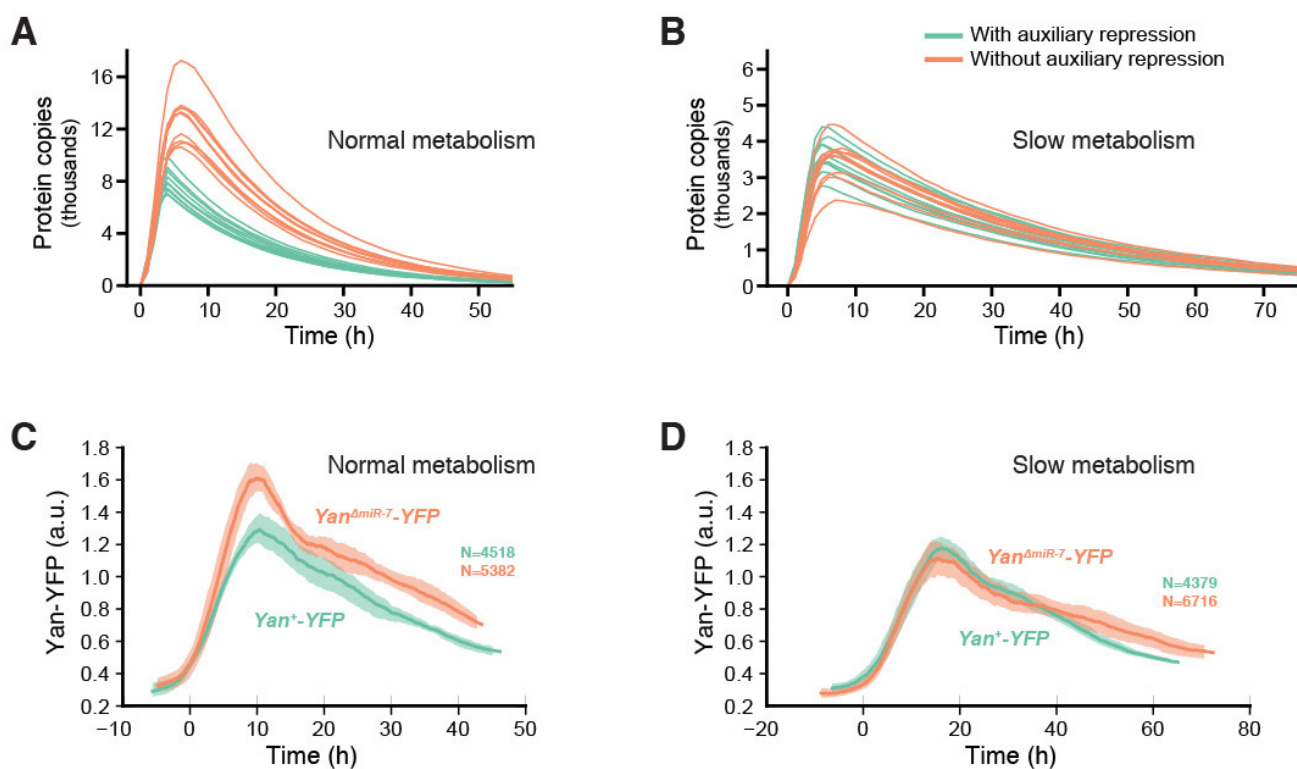 A
Normal metabolism
Protein copies
(thousands)
16
12
8
4
0
0 10 20 30 40 50
Time (h)
B
With auxiliary repression
Without auxiliary repression
Slow metabolism
Protein copies
(thousands)
6
5
4
3
2
1
0
0 10 20 30 40 50 60 70
Time (h)
C
Normal metabolism
Yan-YFP (a.u.)
1.8
1.6
1.4
1.2
1.0
0.8
0.6
0.4
0.2
Yan^ΔmiR-7-YFP
N=4518
N=5382
Yan⁺-YFP
−10 0 10 20 30 40 50
Time (h)
D
Slow metabolism
Yan-YFP (a.u.)
1.8
1.6
1.4
1.2
1.0
0.8
0.6
0.4
0.2
Yan^ΔmiR-7-YFP
N=4379
N=6716
Yan⁺-YFP
−20 0 20 40 60 80
Time (h)